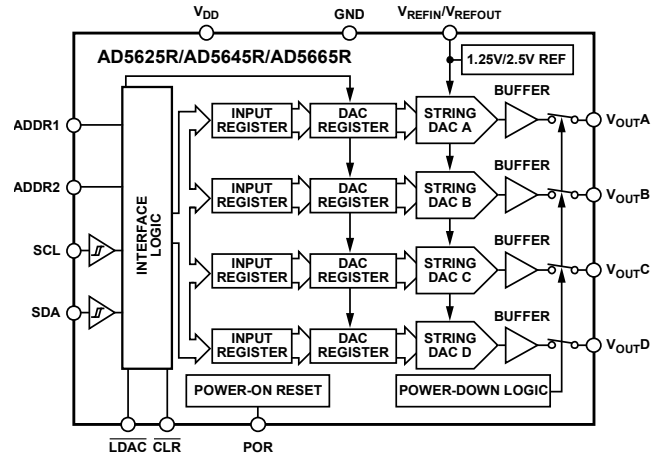 VDD
GND
VREFIN/VREFOUT
AD5625R/AD5645R/AD5665R
1.25V/2.5V REF
ADDR1
ADDR2
SCL
SDA
INTERFACE
LOGIC
INPUT
REGISTER
DAC
REGISTER
STRING
DAC A
BUFFER
VOUTA
INPUT
REGISTER
DAC
REGISTER
STRING
DAC B
BUFFER
VOUTB
INPUT
REGISTER
DAC
REGISTER
STRING
DAC C
BUFFER
VOUTC
INPUT
REGISTER
DAC
REGISTER
STRING
DAC D
BUFFER
VOUTD
POWER-ON RESET
POWER-DOWN LOGIC
LDAC
CLR
POR